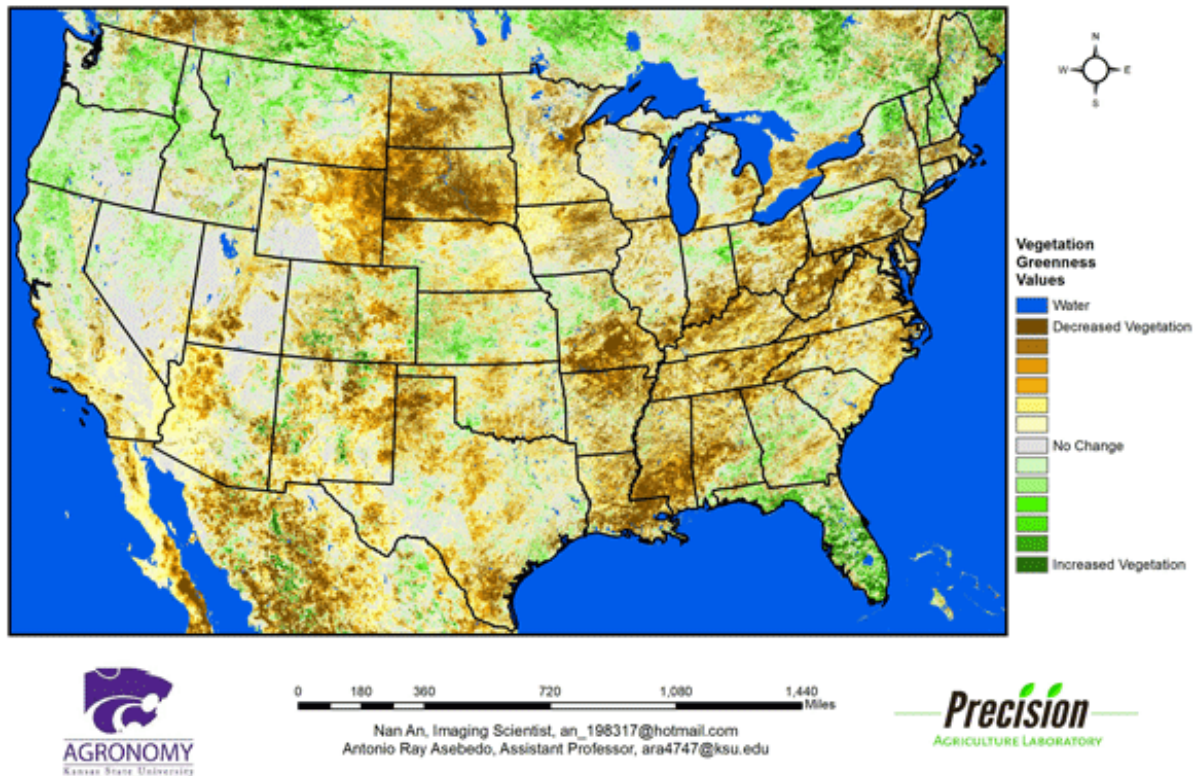 N
W
E
S
Vegetation
Greenness
Values
Water
Decreased Vegetation
No Change
Increased Vegetation
0 180 360 720 1,080 1,440
Miles
Nan An, Imaging Scientist, an_198317@hotmail.com
Antonio Ray Asebedo, Assistant Professor, ara4747@ksu.edu
AGRONOMY
Kansas State University
Precision
AGRICULTURE LABORATORY